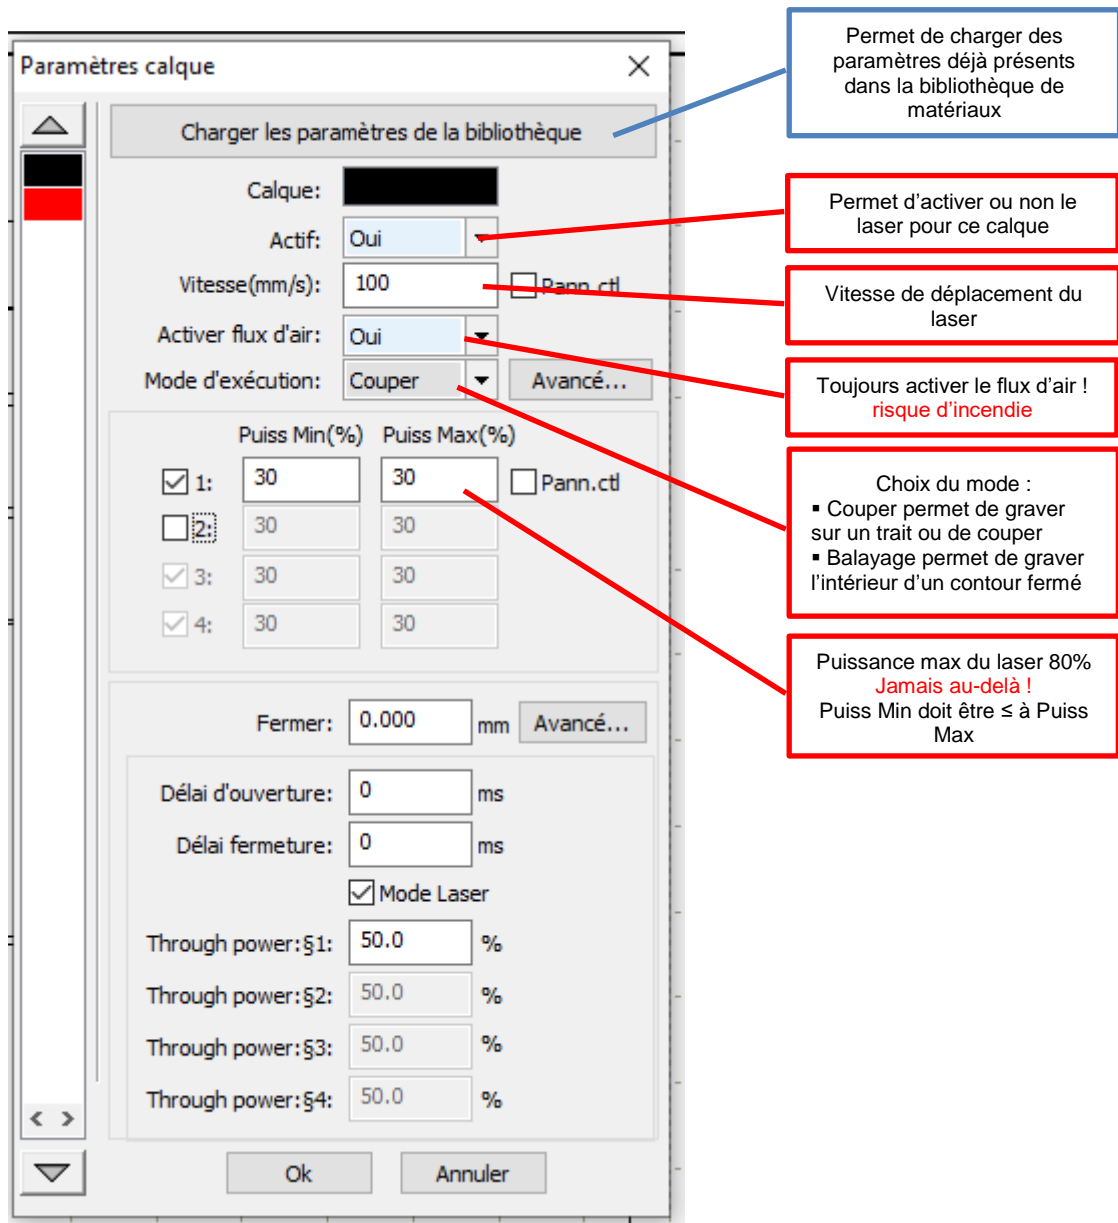 Paramètres calque
Charger les paramètres de la bibliothèque
Calque:
Actif: Oui
Vitesse(mm/s): 100 Pann.ctl
Activer flux d'air: Oui
Mode d'exécution: Couper Avancé...
Puiss Min(%) Puiss Max(%)
1: 30 30 Pann.ctl
2: 30 30
3: 30 30
4: 30 30
Fermer: 0.000 mm Avancé...
Délai d'ouverture: 0 ms
Délai fermeture: 0 ms
Mode Laser
Through power:§1: 50.0 %
Through power:§2: 50.0 %
Through power:§3: 50.0 %
Through power:§4: 50.0 %
Ok Annuler
Permet de charger des
paramètres déjà présents
dans la bibliothèque de
matériaux
Permet d’activer ou non le
laser pour ce calque
Vitesse de déplacement du
laser
Toujours activer le flux d’air !
risque d’incendie
Choix du mode :
▪ Couper permet de graver
sur un trait ou de couper
▪ Balayage permet de graver
l’intérieur d’un contour fermé
Puissance max du laser 80%
Jamais au-delà !
Puiss Min doit être ≤ à Puiss
Max